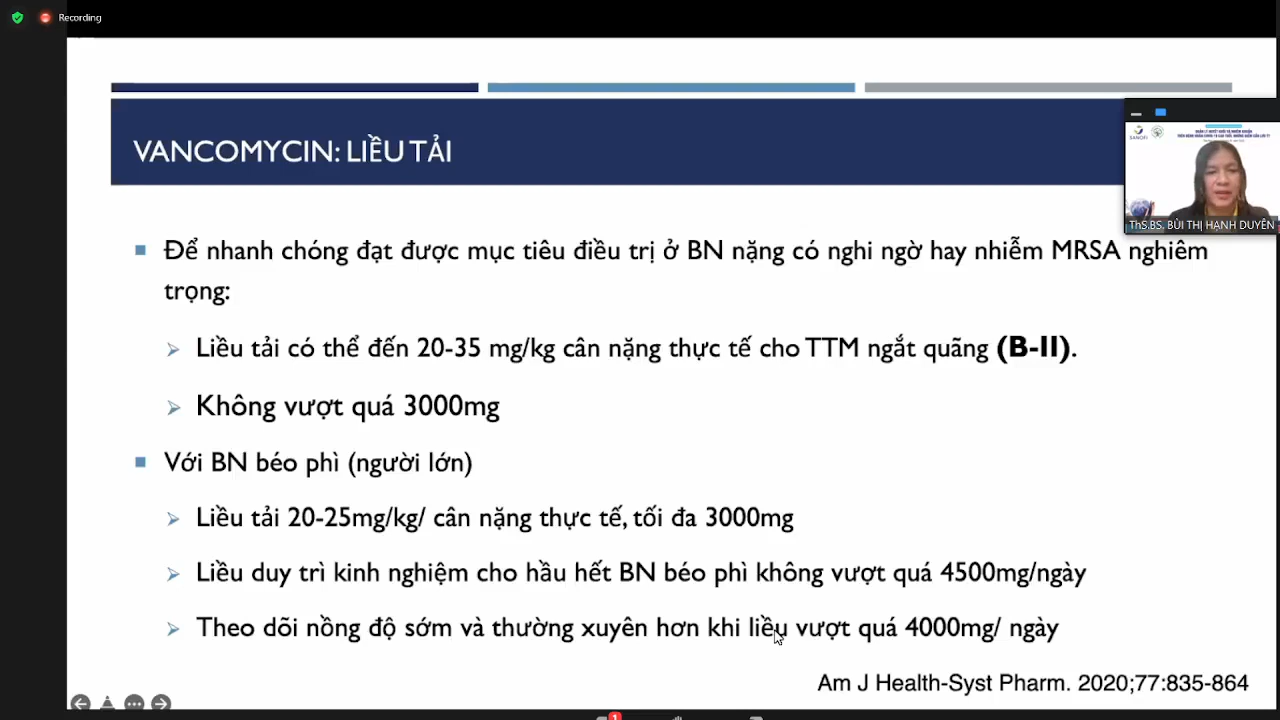 Recording
VANCOMYCIN: LIỀU TẢI
SANOFI
ThS.BS. BÙI THỊ HẠNH DUYÊN
Để nhanh chóng đạt được mục tiêu điều trị ở BN nặng có nghi ngờ hay nhiễm MRSA nghiêm
trọng:
Liều tải có thể đến 20-35 mg/kg cân nặng thực tế cho TTM ngắt quãng (B-II).
Không vượt quá 3000mg
Với BN béo phì (người lớn)
Liều tải 20-25mg/kg/ cân nặng thực tế, tối đa 3000mg
Liều duy trì kinh nghiệm cho hầu hết BN béo phì không vượt quá 4500mg/ngày
Theo dõi nồng độ sớm và thường xuyên hơn khi liều vượt quá 4000mg/ ngày
Am J Health-Syst Pharm. 2020;77:835-864
1